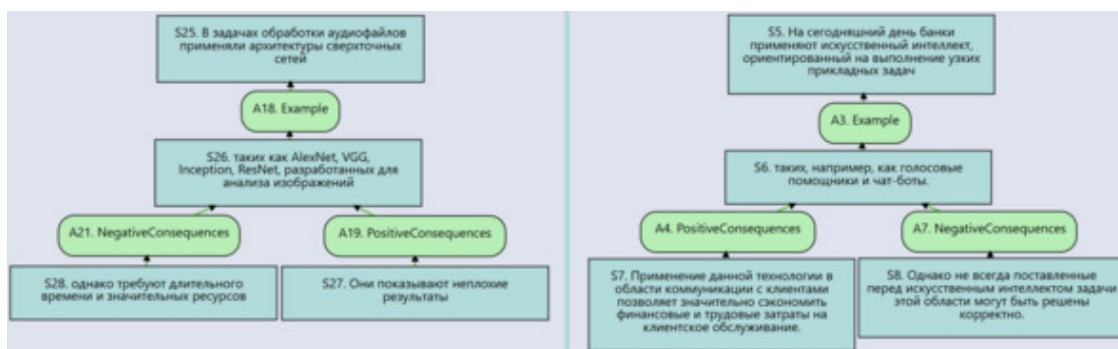 S25. В задачах обработки аудиофайлов
применяли архитектуры сверхточных
сетей
A18. Example
S26. таких как AlexNet, VGG,
Inception, ResNet, разработанных для
анализа изображений
A21. NegativeConsequences
A19. PositiveConsequences
S28. однако требуют длительного
времени и значительных ресурсов
S27. Они показывают неплохие
результаты
S5. На сегодняшний день банки
применяют искусственный интеллект,
ориентированный на выполнение узких
прикладных задач
A3. Example
S6. таких, например, как голосовые
помощники и чат-боты.
A4. PositiveConsequences
A7. NegativeConsequences
S7. Применение данной технологии в
области коммуникации с клиентами
позволяет значительно сэкономить
финансовые и трудовые затраты на
клиентское обслуживание.
S8. Однако не всегда поставленные
перед искусственным интеллектом задачи
этой области могут быть решены
корректно.